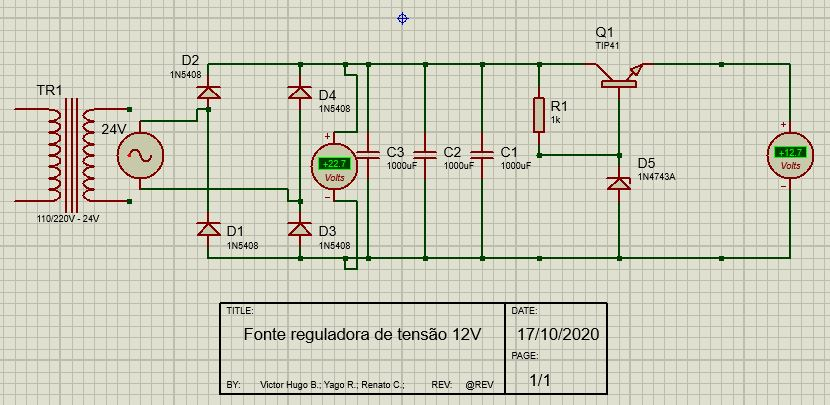 Q1
TIP41
D2
1N5408
TR1
D4
1N5408
R1
1k
24V
+
+22.7
Volts
-
C3
1000uF
C2
1000uF
C1
1000uF
D5
1N4743A
+
+12.7
Volts
-
110/220V - 24V
D1
1N5408
D3
1N5408
TITLE:
Fonte reguladora de tensão 12V
DATE:
17/10/2020
PAGE:
1/1
BY: Victor Hugo B.; Yago R.; Renato C.; REV: @REV